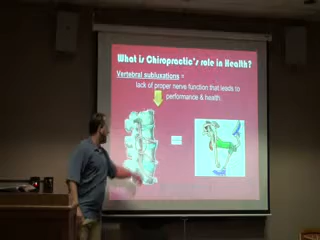 What is Chiropractic's role in Health?
Vertebral subluxations =
lack of proper nerve function that leads to
performance & health.